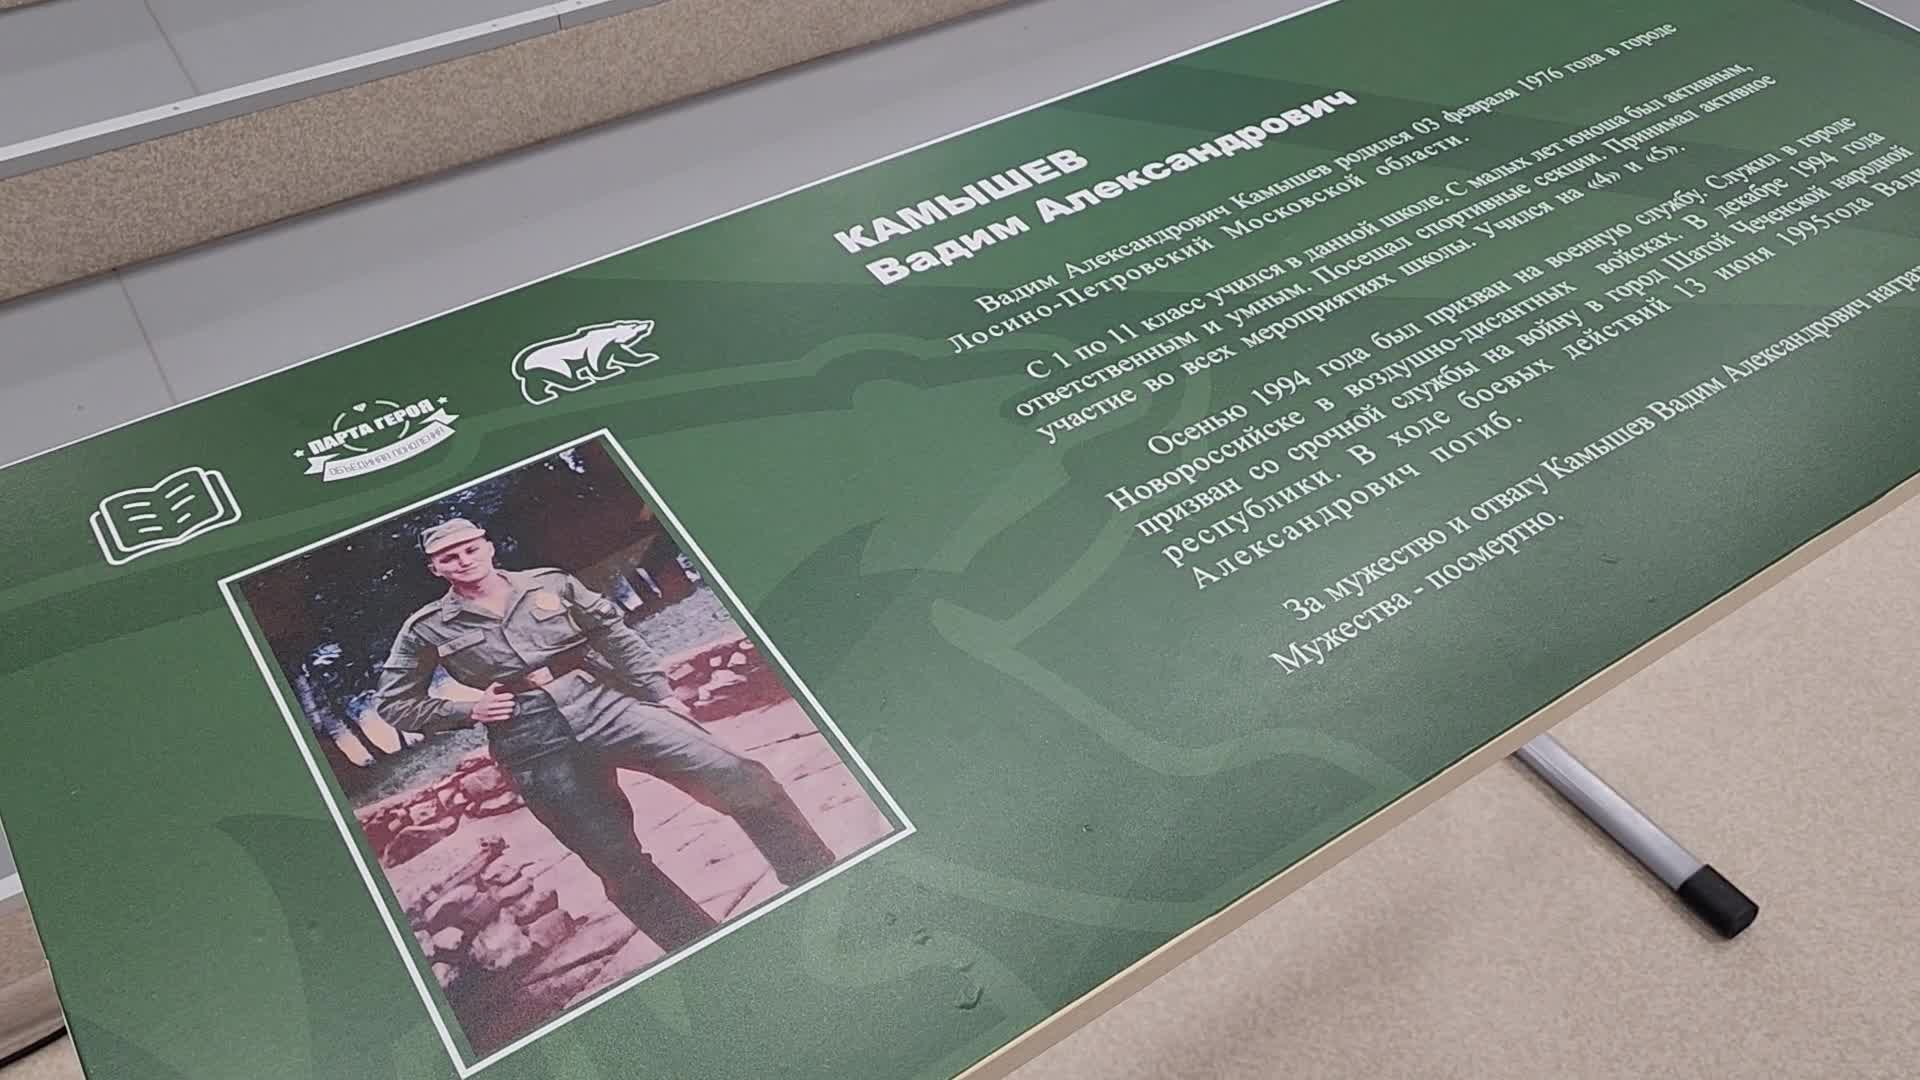 ПАРТА ГЕРОЯ
ОБЪЕДИНЯЯ ПОКОЛЕНИЯ
КАМЫШЕВ
Вадим Александрович
Вадим Александрович Камышев родился 03 февраля 1976 года в городе
Лосино-Петровский Московской области.
С 1 по 11 класс учился в данной школе. С малых лет юноша был активным,
ответственным и умным. Посещал спортивные секции. Принимал активное
участие во всех мероприятиях школы. Учился на «4» и «5».
Осенью 1994 года был призван на военную службу. Служил в городе
Новороссийске в воздушно-дисантных войсках. В декабре 1994 года
призван со срочной службы на войну в город Шатой Чеченской народной
республики. В ходе боевых действий 13 июня 1995года
Александрович погиб.
За мужество и отвагу Камышев Вадим Александрович
Мужества - посмертно.